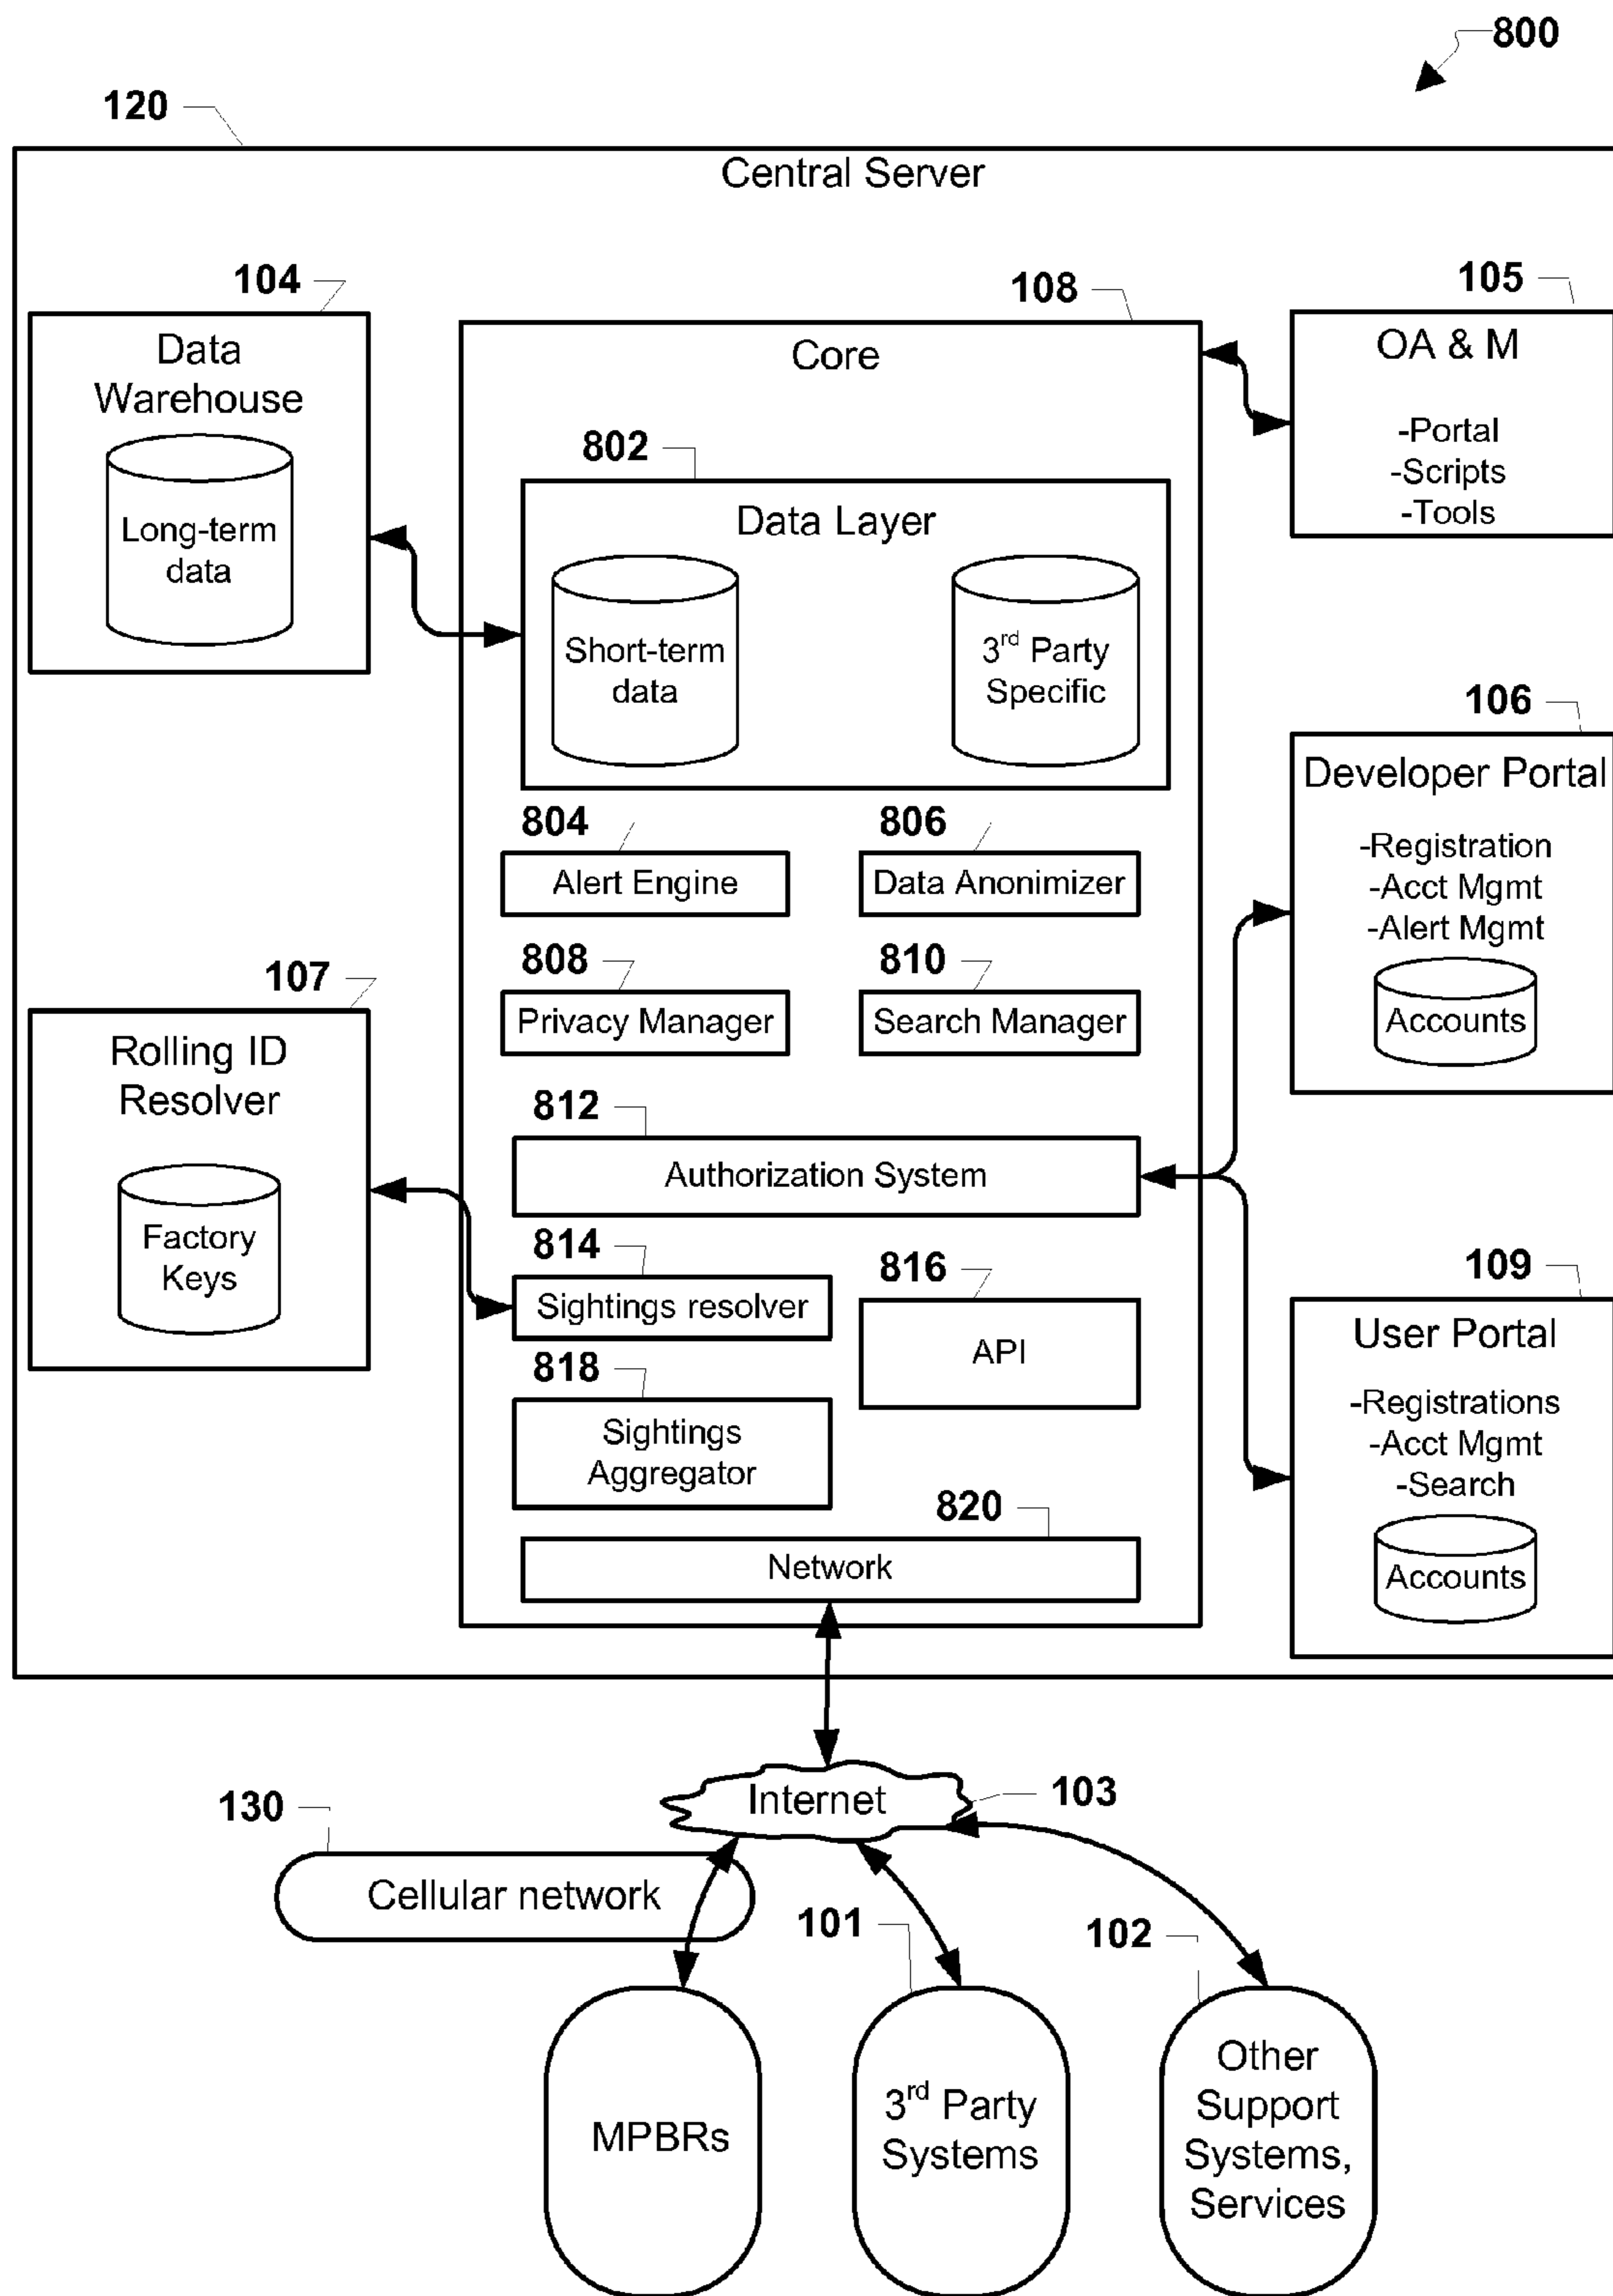 800
120
Central Server
104
Data
Warehouse
Long-term
data
108
Core
802
Data Layer
Short-term
data
3rd Party
Specific
105
OA & M
-Portal
-Scripts
-Tools
804
Alert Engine
806
Data Anonimizer
808
Privacy Manager
810
Search Manager
106
Developer Portal
-Registration
-Acct Mgmt
-Alert Mgmt
Accounts
107
Rolling ID
Resolver
Factory
Keys
812
Authorization System
814
Sightings resolver
816
API
818
Sightings
Aggregator
820
Network
109
User Portal
-Registrations
-Acct Mgmt
-Search
Accounts
Internet
103
130
Cellular network
101
102
MPBRs
3rd Party
Systems
Other
Support
Systems,
Services